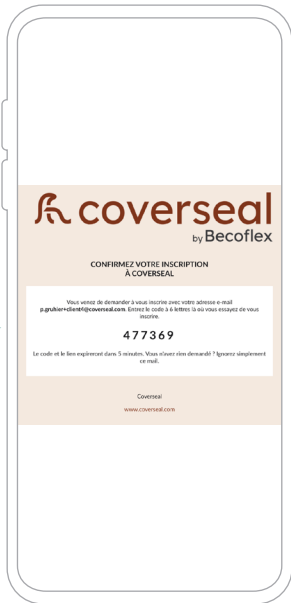 coverseal
by Becoflex
CONFIRMEZ VOTRE INSCRIPTION
À COVERSEAL
Vous venez de demander à vous inscrire avec votre adresse e-mail
p.gruhier+client4@coverseal.com. Entrez le code à 6 lettres là où vous essayez de vous
inscrire.
477369
Le code et le lien expireront dans 5 minutes. Vous n'avez rien demandé ? Ignorez simplement
ce mail.
Coverseal
www.coverseal.com